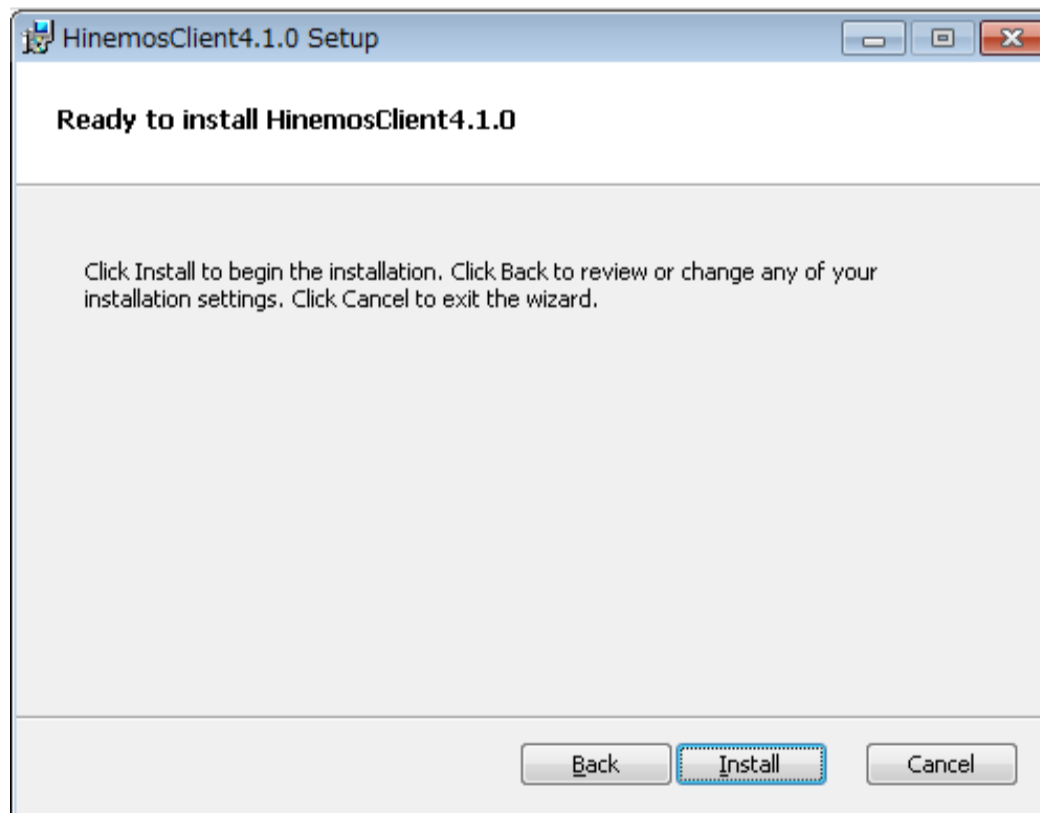 HinemosClient4.1.0 Setup
Ready to install HinemosClient4.1.0
Click Install to begin the installation. Click Back to review or change any of your
installation settings. Click Cancel to exit the wizard.
Back Install Cancel